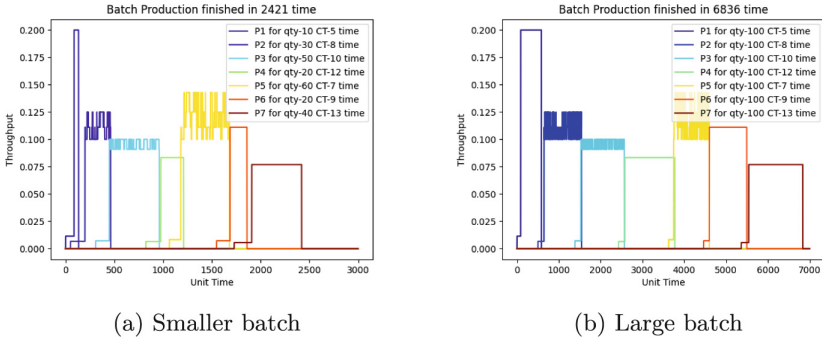 Batch Production finished in 2421 time
P1 for qty-10 CT-5 time
P2 for qty-30 CT-8 time
P3 for qty-50 CT-10 time
P4 for qty-20 CT-12 time
P5 for qty-60 CT-7 time
P6 for qty-20 CT-9 time
P7 for qty-40 CT-13 time
0.200
0.175
0.150
0.125
0.100
0.075
0.050
0.025
0.000
Throughput
0 500 1000 1500 2000 2500 3000
Unit Time
(a) Smaller batch
Batch Production finished in 6836 time
P1 for qty-100 CT-5 time
P2 for qty-100 CT-8 time
P3 for qty-100 CT-10 time
P4 for qty-100 CT-12 time
P5 for qty-100 CT-7 time
P6 for qty-100 CT-9 time
P7 for qty-100 CT-13 time
0.200
0.175
0.150
0.125
0.100
0.075
0.050
0.025
0.000
Throughput
0 1000 2000 3000 4000 5000 6000 7000
Unit Time
(b) Large batch